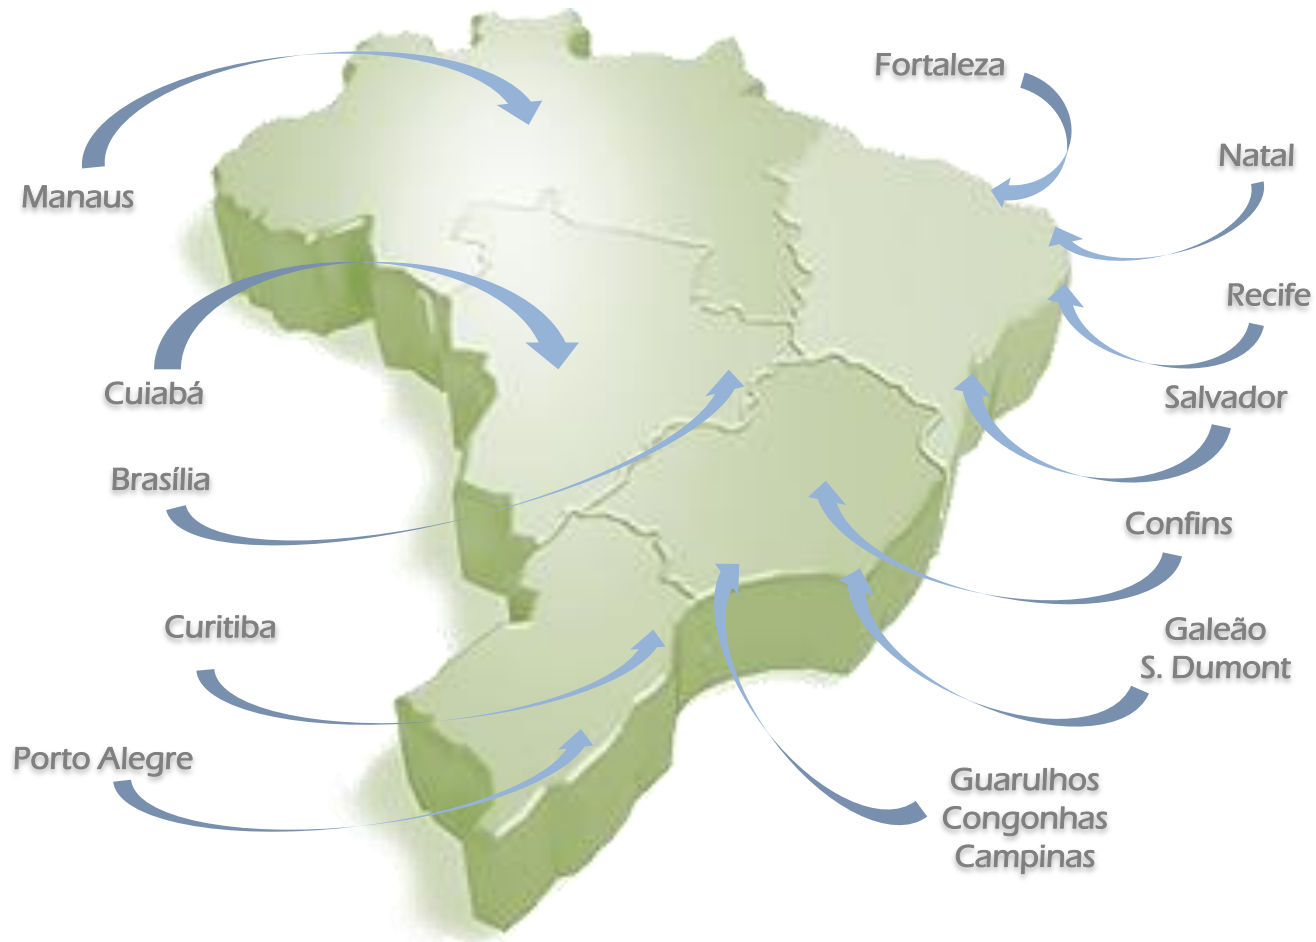 Fortaleza
Natal
Manaus
Recife
Cuiabá
Salvador
Brasília
Confins
Curitiba
Galeão
S. Dumont
Porto Alegre
Guarulhos
Congonhas
Campinas